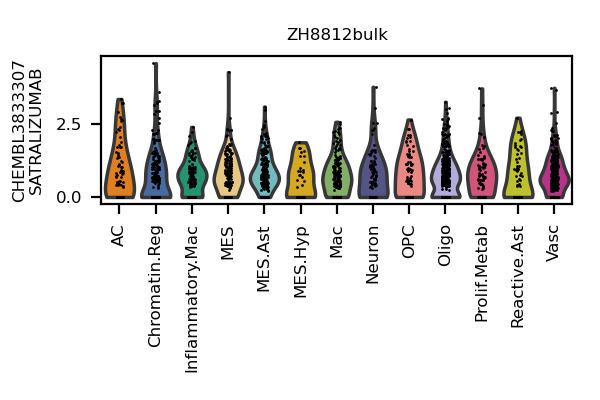 ZH8812bulk
CHEMBL3833307
SATRALIZUMAB
2.5
0.0
AC
Chromatin.Reg
Inflammatory.Mac
MES
MES.Ast
MES.Hyp
Mac
Neuron
OPC
Oligo
Prolif.Metab
Reactive.Ast
Vasc